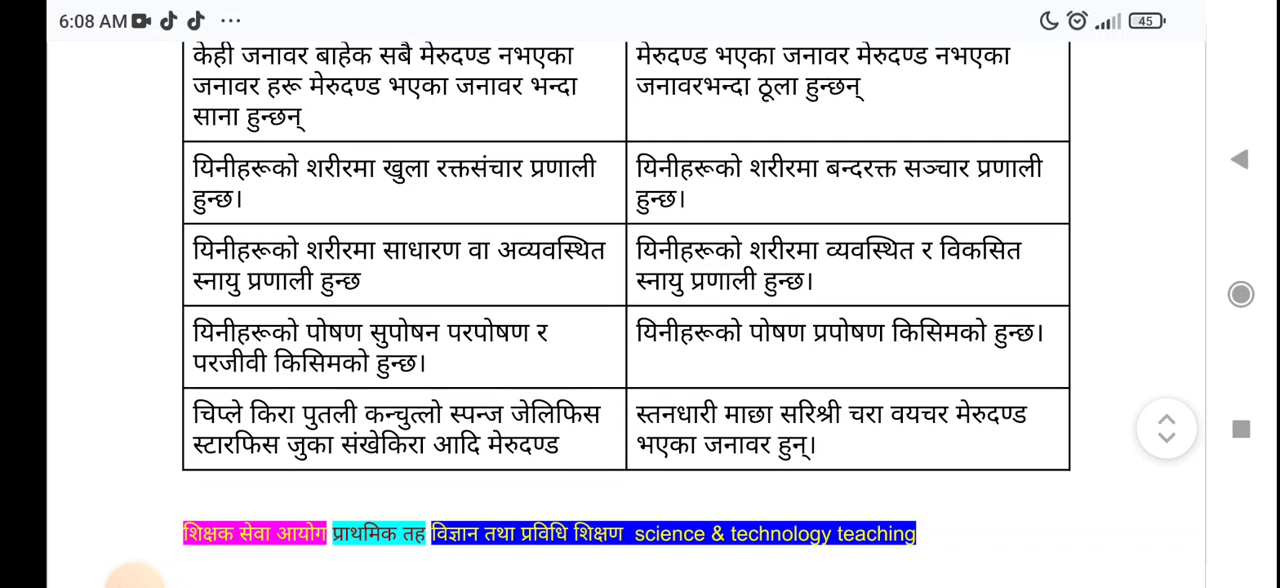 6:08 AM
45
केही जनावर बाहेक सबै मेरुदण्ड नभएका
जनावर हरू मेरुदण्ड भएका जनावर भन्दा
साना हुन्छन्
मेरुदण्ड भएका जनावर मेरुदण्ड नभएका
जनावरभन्दा ठूला हुन्छन्
यिनीहरूको शरीरमा खुला रक्तसंचार प्रणाली
हुन्छ।
यिनीहरूको शरीरमा बन्दरक्त सञ्चार प्रणाली
हुन्छ।
यिनीहरूको शरीरमा साधारण वा अव्यवस्थित
स्नायु प्रणाली हुन्छ
यिनीहरूको शरीरमा व्यवस्थित र विकसित
स्नायु प्रणाली हुन्छ।
यिनीहरूको पोषण सुपोषन परपोषण र
परजीवी किसिमको हुन्छ।
यिनीहरूको पोषण प्रपोषण किसिमको हुन्छ।
चिप्ले किरा पुतली कन्चुत्लो स्पन्ज जेलिफिस
स्टारफिस जुका संखेकिरा आदि मेरुदण्ड
स्तनधारी माछा सरिश्री चरा वयचर मेरुदण्ड
भएका जनावर हुन्।
शिक्षक सेवा आयोग प्राथमिक तह विज्ञान तथा प्रविधि शिक्षण science & technology teaching